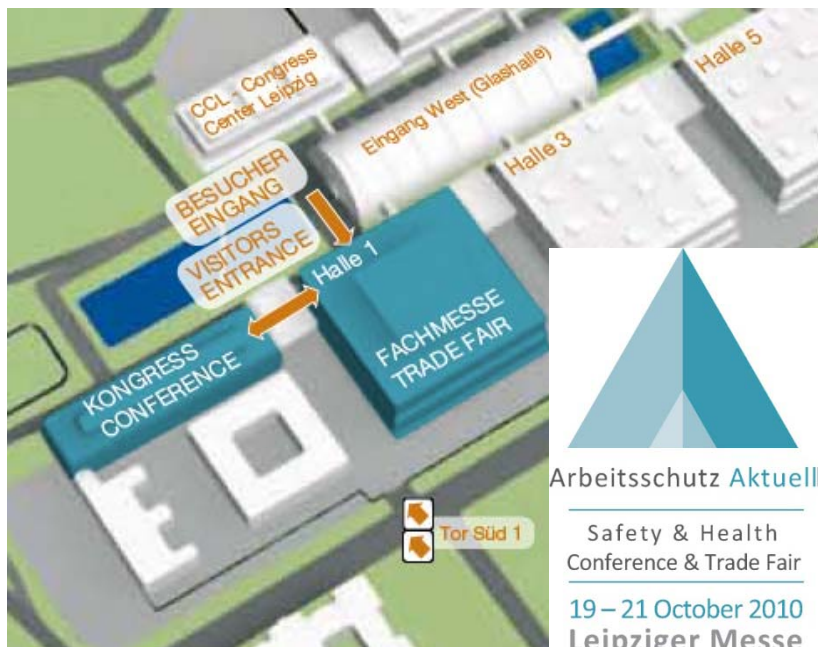 CCL - Congress
Center Leipzig
Eingang West (Glashalle)
Halle 5
Halle 3
BESUCHER
EINGANG
VISITORS
ENTRANCE
Halle 1
FACHMESSE
TRADE FAIR
KONGRESS
CONFERENCE
Tor Süd 1
Arbeitsschutz Aktuell
Safety & Health
Conference & Trade Fair
19 – 21 October 2010
Leipziger Messe